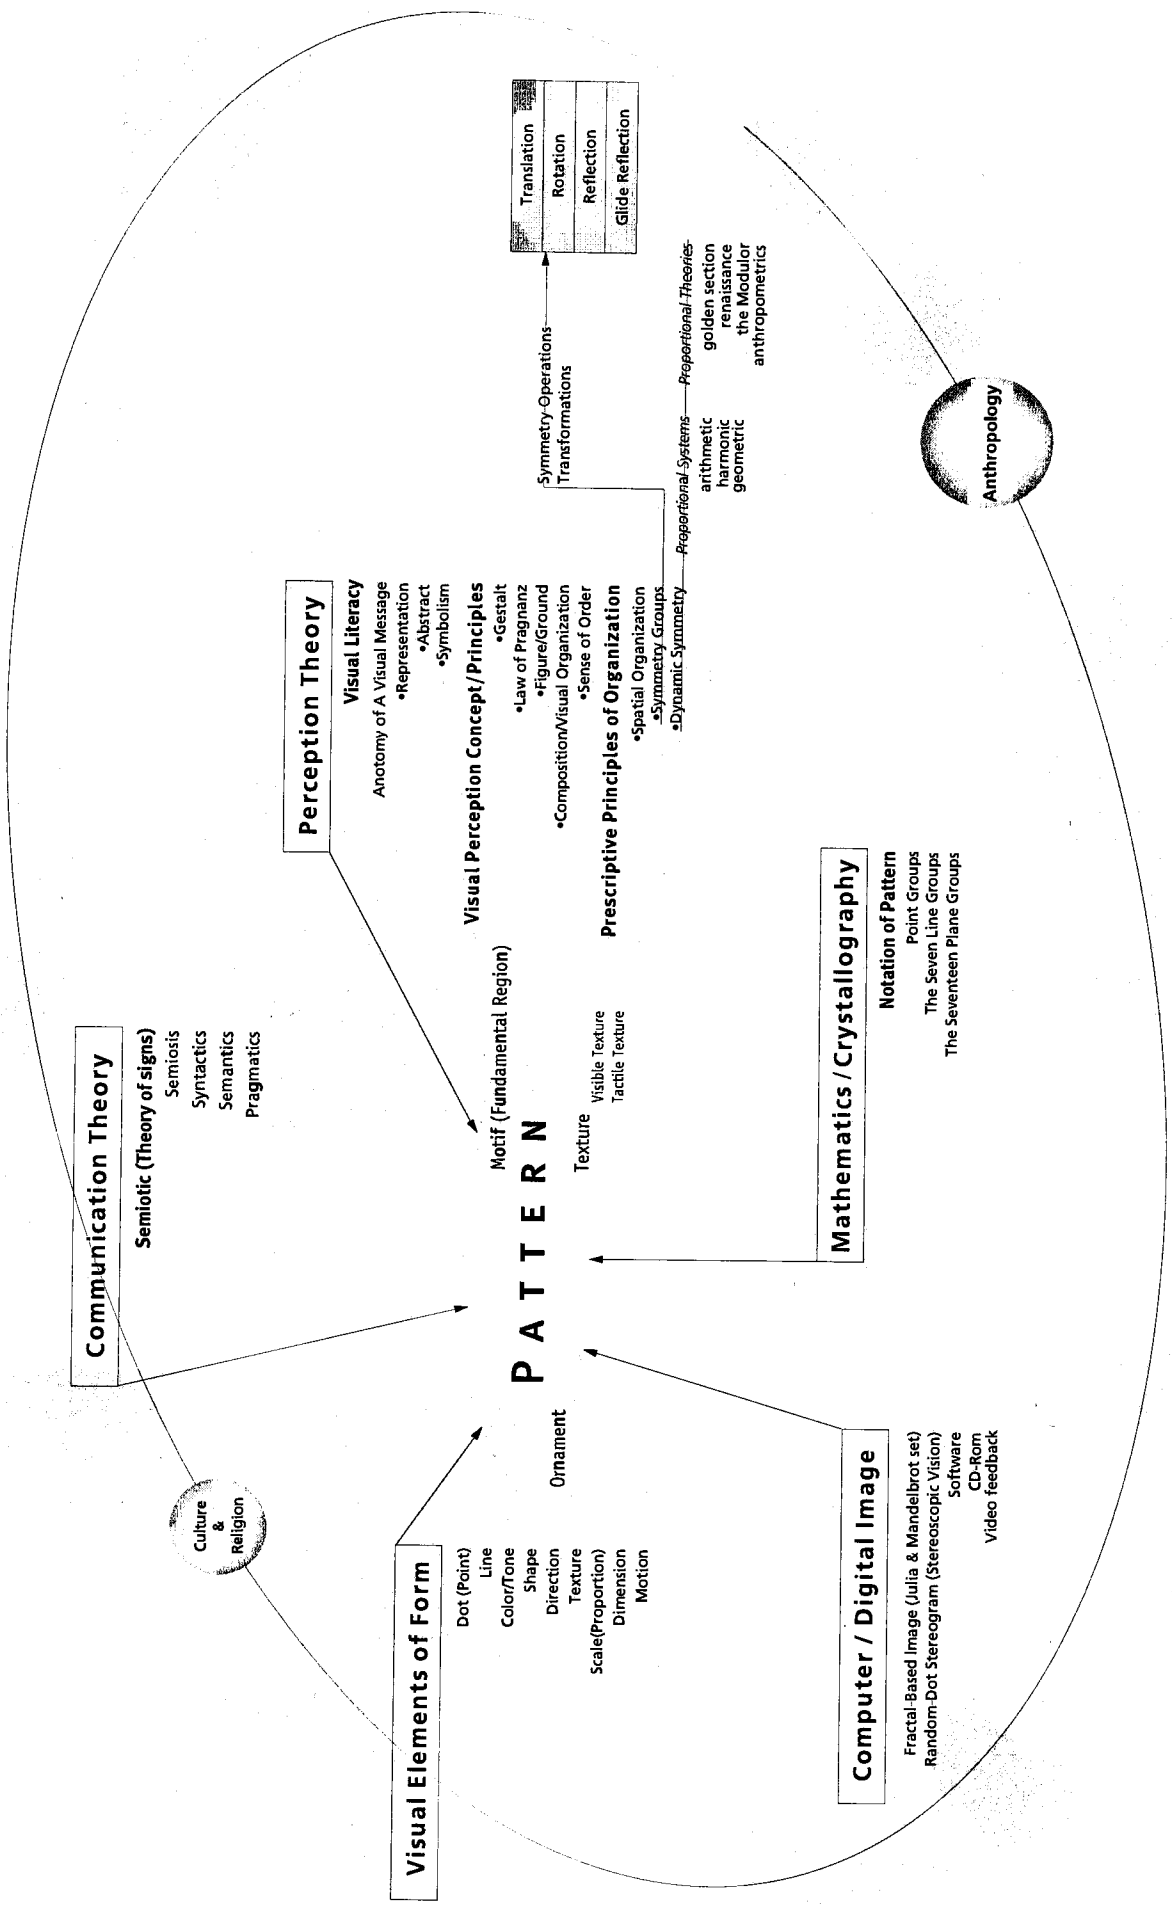 Communication Theory
Semiotic (Theory of signs)
Semiosis
Syntactics
Semantics
Pragmatics
Culture
&
Religion
Visual Elements of Form
Dot (Point)
Line
Color/Tone
Shape
Direction
Texture
Scale(Proportion)
Dimension
Motion
Perception Theory
Visual Literacy
Anotomy of A Visual Message
•Representation
•Abstract
•Symbolism
Visual Perception Concept/Principles
•Gestalt
•Law of Pragnanz
•Figure/Ground
•Composition/Visual Organization
•Sense of Order
Prescriptive Principles of Organization
•Spatial Organization
•Symmetry Groups
•Dynamic Symmetry
Symmetry Operations
Transformations
Translation
Rotation
Reflection
Glide Reflection
Proportional Systems
arithmetic
harmonic
geometric
Proportional Theories
golden section
renaissance
the Modulor
anthropometrics
Motif (Fundamental Region)
PATTERN
Ornament
Texture
Visible Texture
Tactile Texture
Computer / Digital Image
Fractal-Based Image (Julia & Mandelbrot set)
Random-Dot Stereogram (Stereoscopic Vision)
Software
CD-Rom
Video feedback
Mathematics / Crystallography
Notation of Pattern
Point Groups
The Seven Line Groups
The Seventeen Plane Groups
Anthropology